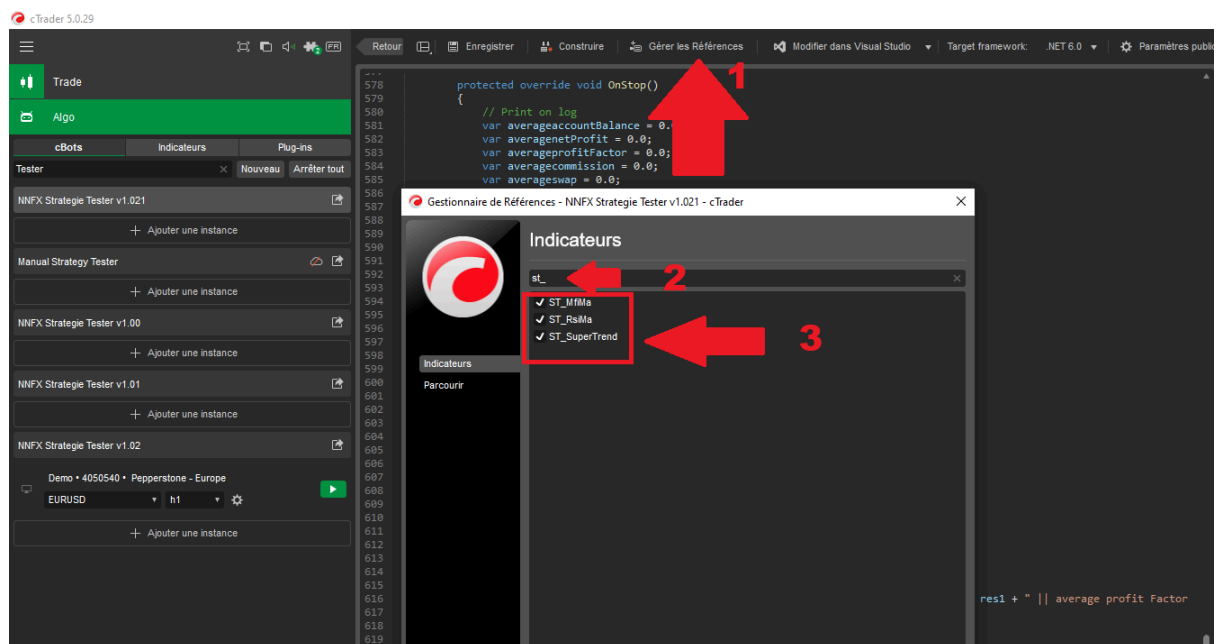 cTrader 5.0.29
FR
Retour Enregistrer Construire Gérer les Références Modifier dans Visual Studio Target framework: .NET 6.0 Paramètres public
1
Trade
Algo
cBots Indicateurs Plug-ins
Tester Nouveau Arrêter tout
NNFX Strategie Tester v1.021
+ Ajouter une instance
Manual Strategy Tester
+ Ajouter une instance
NNFX Strategie Tester v1.00
+ Ajouter une instance
NNFX Strategie Tester v1.01
+ Ajouter une instance
NNFX Strategie Tester v1.02
Demo • 4050540 • Pepperstone - Europe
EURUSD h1
+ Ajouter une instance
578 protected override void OnStop()
579 {
580 // Print on log
581 var averageaccountBalance = 0.
582 var averagenetProfit = 0.0;
583 var averageprofitFactor = 0.0;
584 var averagecommission = 0.0;
585 var averageswap = 0.0;
586
587
588
589
590
591
592
593
594
595
596
597
598
599
600
601
602
603
604
605
606
607
608
609
610
611
612
613
614
615
616 res1 + " || average profit Factor
617
618
619
Gestionnaire de Références - NNFX Strategie Tester v1.021 - cTrader
Indicateurs
st_
2
ST_MfiMa
ST_RsiMa
ST_SuperTrend
3
Indicateurs
Parcourir